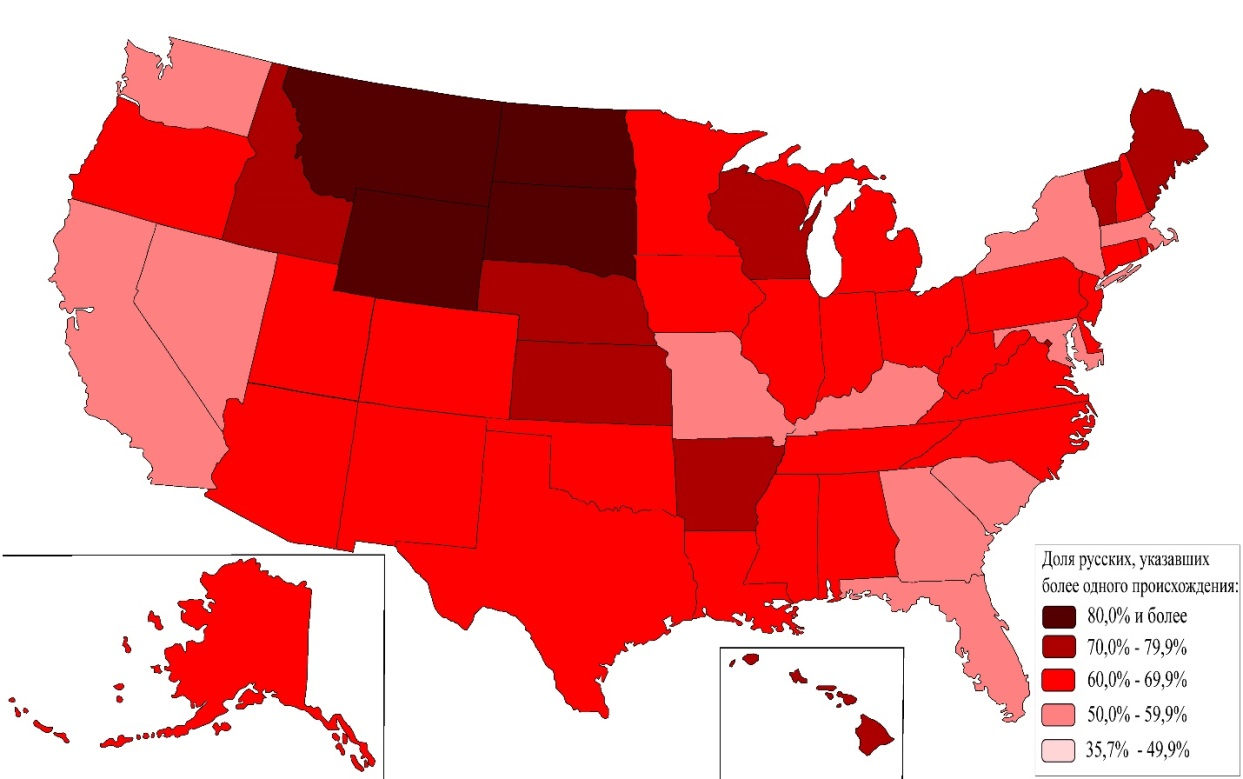 Доля русских, указавших
более одного происхождения:
80,0% и более
70,0% - 79,9%
60,0% - 69,9%
50,0% - 59,9%
35,7% - 49,9%